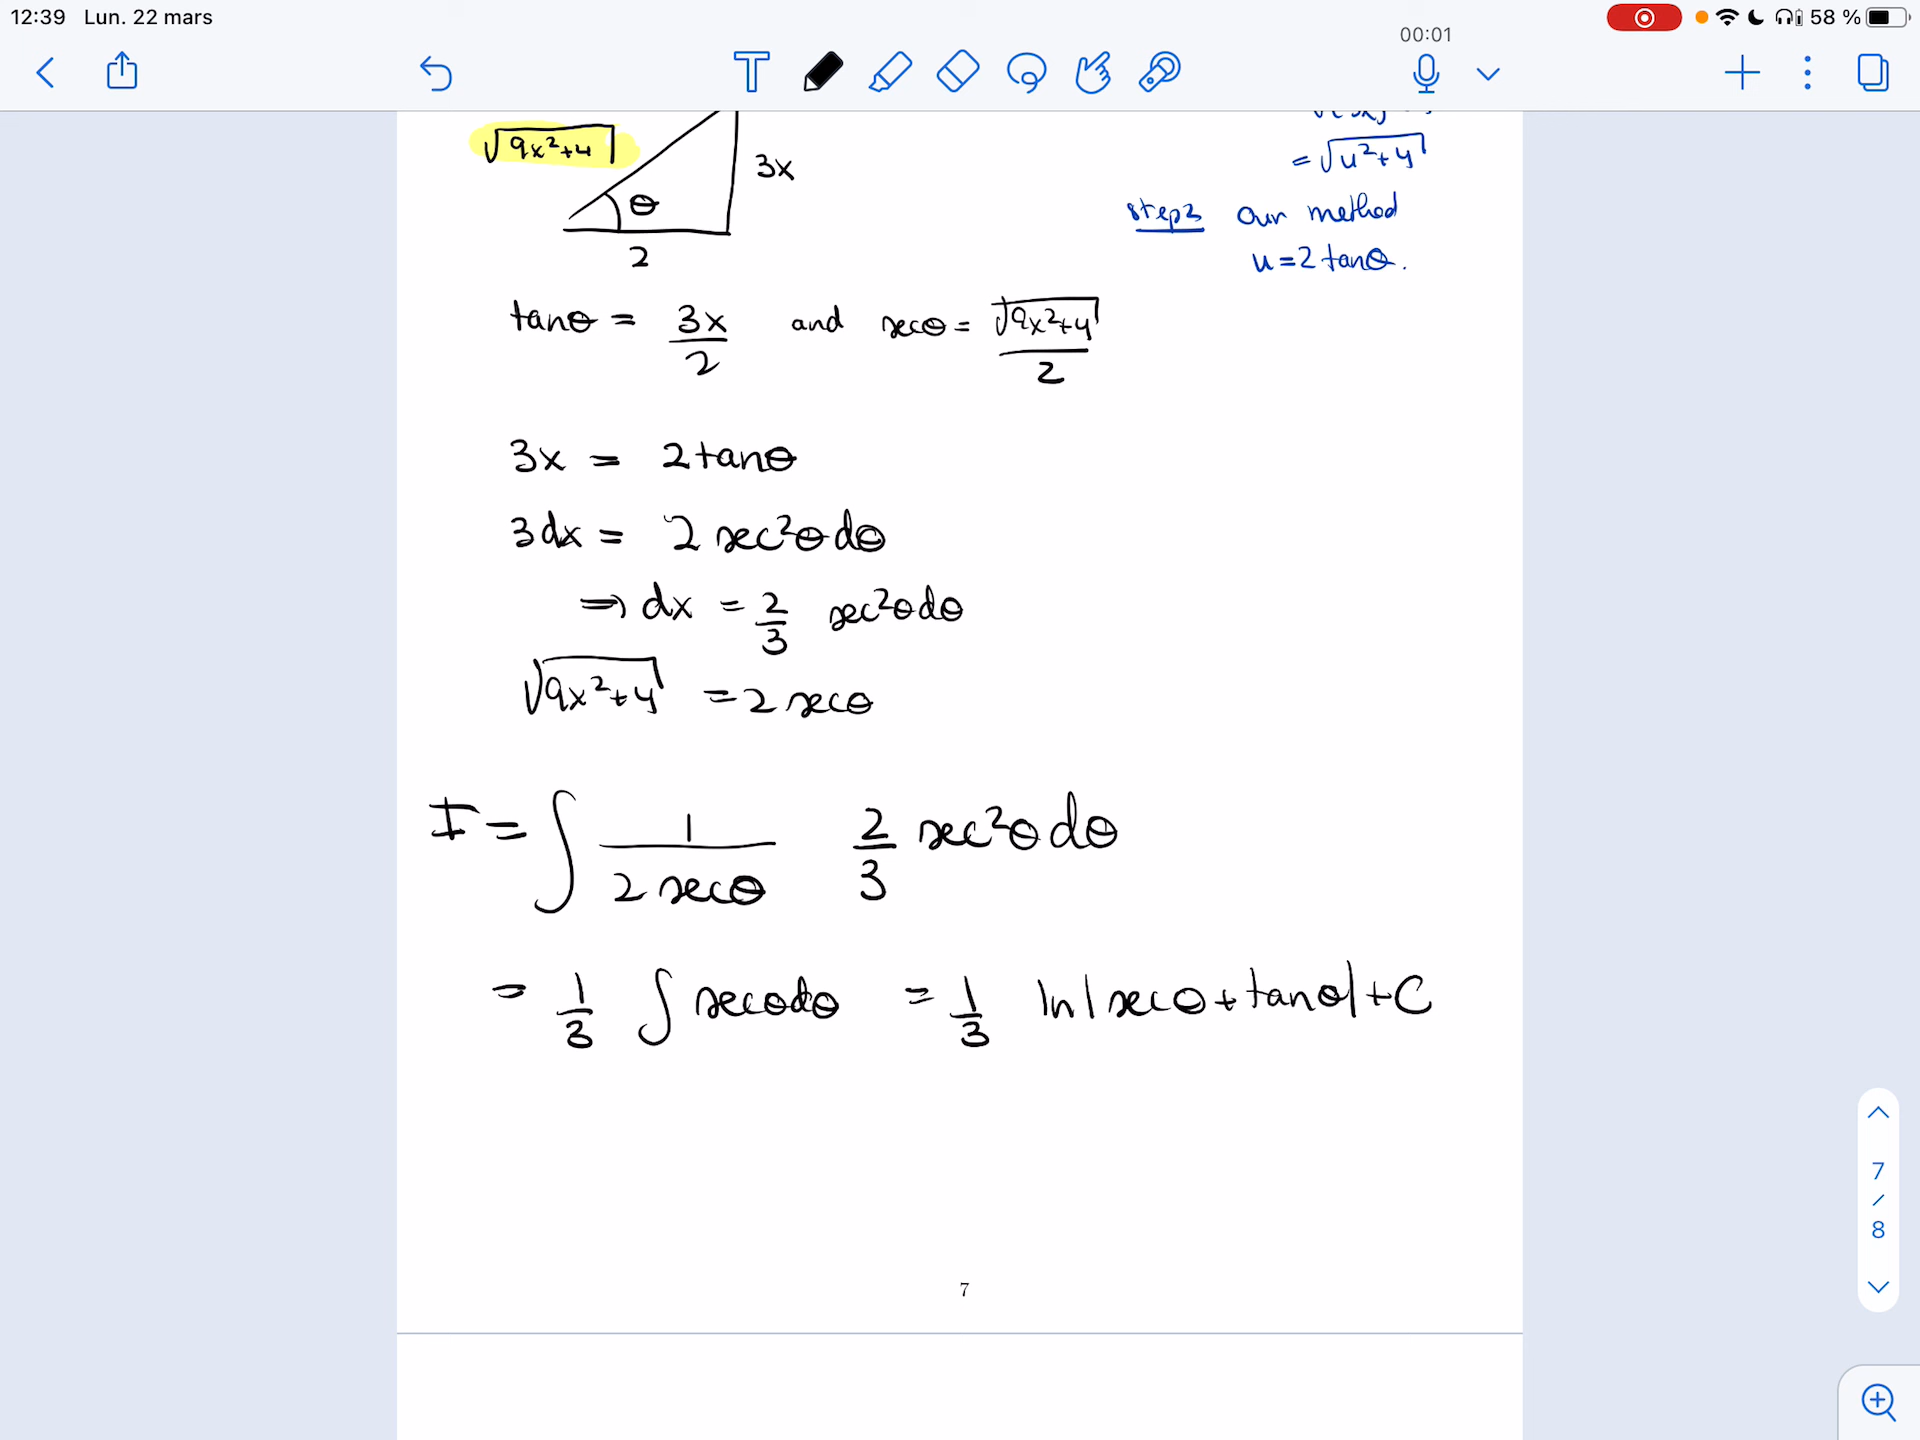 12:39 Lun. 22 mars
58 %
00:01
√9x²+4
3x
θ
2
= √u²+4
step2 Our method
u = 2 tanθ.
tanθ = 3x/2 and secθ = √9x²+4/2
3x = 2tanθ
3dx = 2 sec²θ dθ
⇒ dx = 2/3 sec²θ dθ
√9x²+4 = 2 secθ
I = ∫ 1/2 secθ 2/3 sec²θ dθ
= 1/3 ∫ secθ dθ = 1/3 ln|secθ + tanθ| + C
7
/
8
7